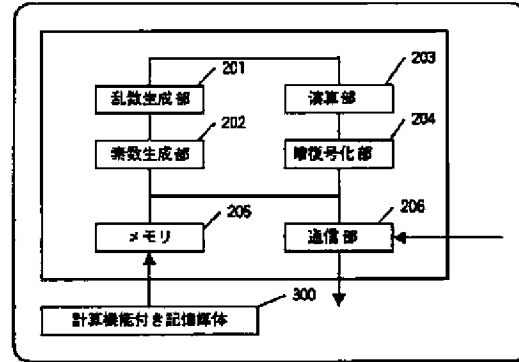 201
203
乱数生成部
演算部
202
204
素数生成部
暗復号化部
205
206
メモリ
通信部
300
計算機能付き記憶媒体